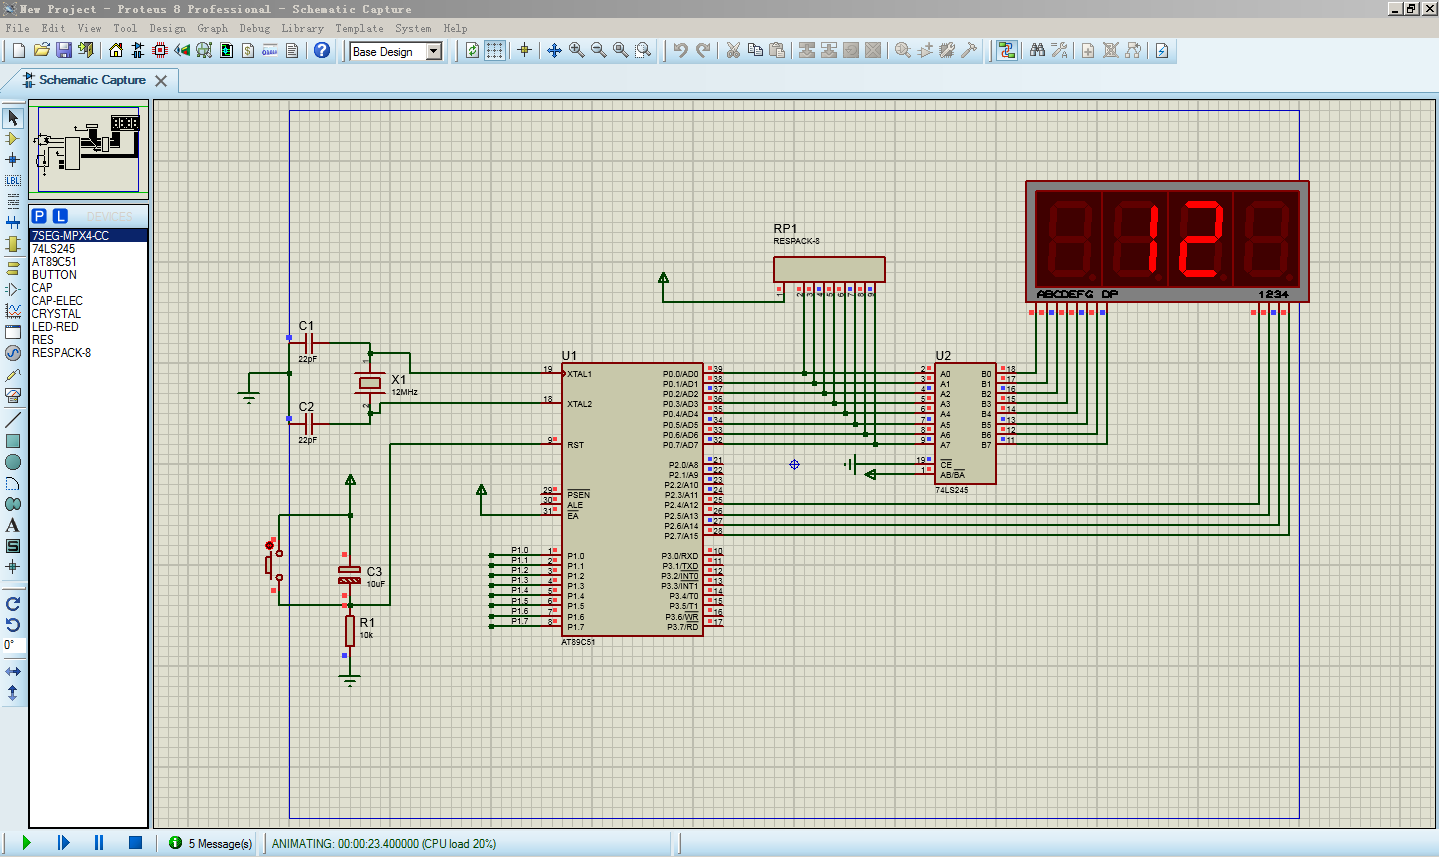 New Project - Proteus 8 Professional - Schematic Capture
File Edit View Tool Design Graph Debug Library Template System Help
Base Design
Schematic Capture
P L DEVICES
7SEG-MPX4-CC
74LS245
AT89C51
BUTTON
CAP
CAP-ELEC
CRYSTAL
LED-RED
RES
RESPACK-8
LBL
A
S
0°
12
ABCDEFG DP
1234
RP1
RESPACK-8
1 2 3 4 5 6 7 8 9
C1
22pF
X1
12MHz
1
2
C2
22pF
C3
10uF
R1
10k
U1
19 XTAL1
18 XTAL2
9 RST
29 PSEN
30 ALE
31 EA
P1.0 1 P1.0
P1.1 2 P1.1
P1.2 3 P1.2
P1.3 4 P1.3
P1.4 5 P1.4
P1.5 6 P1.5
P1.6 7 P1.6
P1.7 8 P1.7
P0.0/AD0 39
P0.1/AD1 38
P0.2/AD2 37
P0.3/AD3 36
P0.4/AD4 35
P0.5/AD5 34
P0.6/AD6 33
P0.7/AD7 32
P2.0/A8 21
P2.1/A9 22
P2.2/A10 23
P2.3/A11 24
P2.4/A12 25
P2.5/A13 26
P2.6/A14 27
P2.7/A15 28
P3.0/RXD 10
P3.1/TXD 11
P3.2/INT0 12
P3.3/INT1 13
P3.4/T0 14
P3.5/T1 15
P3.6/WR 16
P3.7/RD 17
AT89C51
U2
2 A0 B0 18
3 A1 B1 17
4 A2 B2 16
5 A3 B3 15
6 A4 B4 14
7 A5 B5 13
8 A6 B6 12
9 A7 B7 11
19 CE
1 AB/BA
74LS245
5 Message(s)
ANIMATING: 00:00:23.400000 (CPU load 20%)